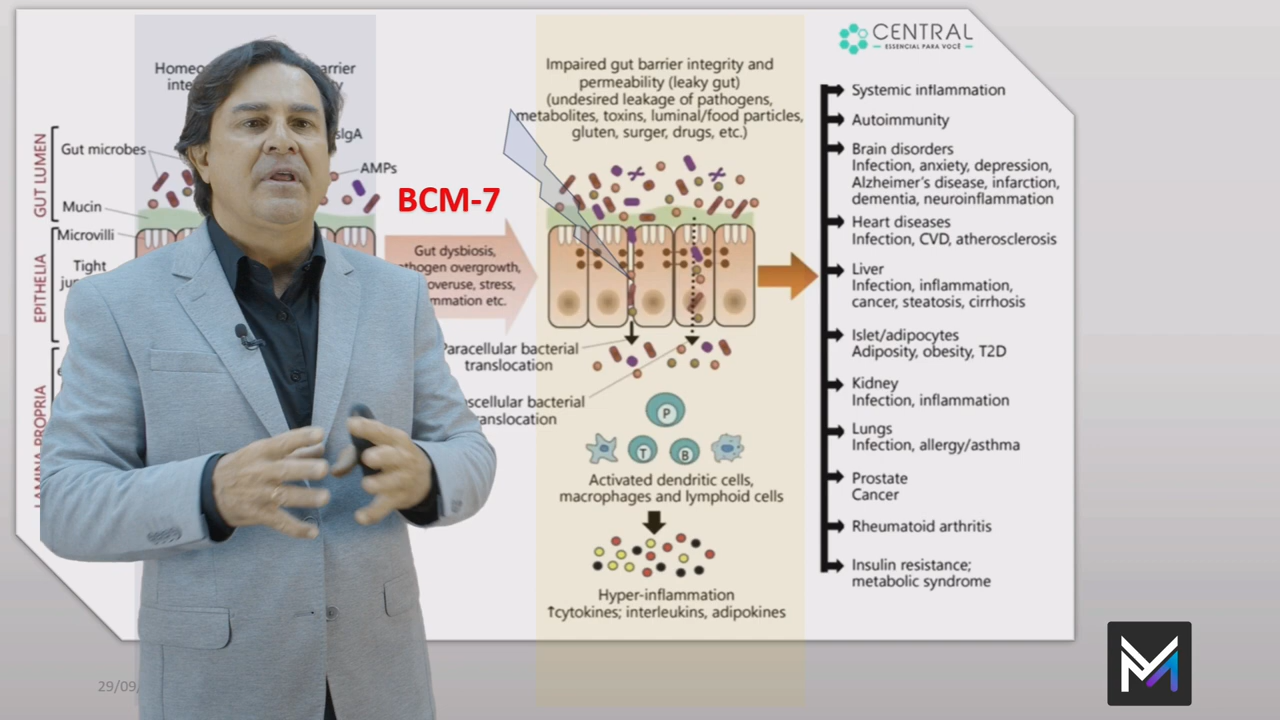 CENTRAL
ESSENCIAL PARA VOCÊ
Impaired gut barrier integrity and
permeability (leaky gut)
(undesired leakage of pathogens,
metabolites, toxins, luminal/food particles,
gluten, surger, drugs, etc.)
GUT LUMEN
Gut microbes
AMPs
Mucin
EPITHELIA
Microvilli
Tight
LAMINA PROPRIA
BCM-7
Gut dysbiosis,
overgrowth,
stress,
etc.
Paracellular bacterial
translocation
bacterial
translocation
P
T
B
Activated dendritic cells,
macrophages and lymphoid cells
Hyper-inflammation
↑cytokines; interleukins, adipokines
Systemic inflammation
Autoimmunity
Brain disorders
Infection, anxiety, depression,
Alzheimer's disease, infarction,
dementia, neuroinflammation
Heart diseases
Infection, CVD, atherosclerosis
Liver
Infection, inflammation,
cancer, steatosis, cirrhosis
Islet/adipocytes
Adiposity, obesity, T2D
Kidney
Infection, inflammation
Lungs
Infection, allergy/asthma
Prostate
Cancer
Rheumatoid arthritis
Insulin resistance;
metabolic syndrome
29/09/
M